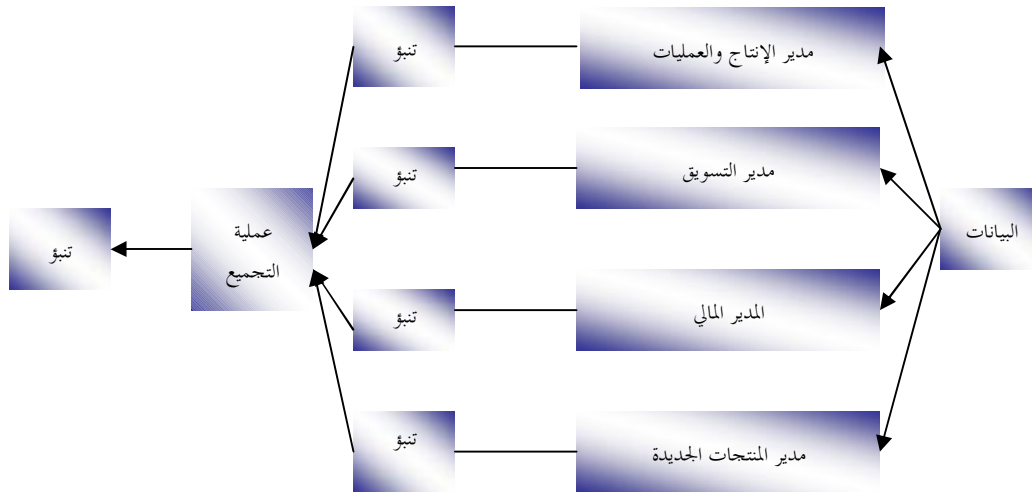 مدير الإنتاج والعمليات
تنبؤ
مدير التسويق
تنبؤ
البيانات
عملية
التجميع
تنبؤ
المدير المالي
تنبؤ
مدير المنتجات الجديدة
تنبؤ